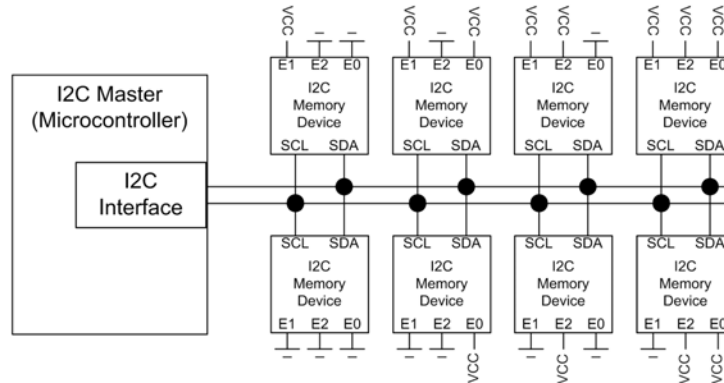 VCC VCC VCC VCC VCC VCC VCC VCC
E1 E2 E0 E1 E2 E0 E1 E2 E0 E1 E2 E0
I2C Master
(Microcontroller)
I2C
Memory
Device
I2C
Memory
Device
I2C
Memory
Device
I2C
Memory
Device
SCL SDA SCL SDA SCL SDA SCL SDA
I2C
Interface
SCL SDA SCL SDA SCL SDA SCL SDA
I2C
Memory
Device
I2C
Memory
Device
I2C
Memory
Device
I2C
Memory
Device
E1 E2 E0 E1 E2 E0 E1 E2 E0 E1 E2 E0
VCC VCC VCC VCC